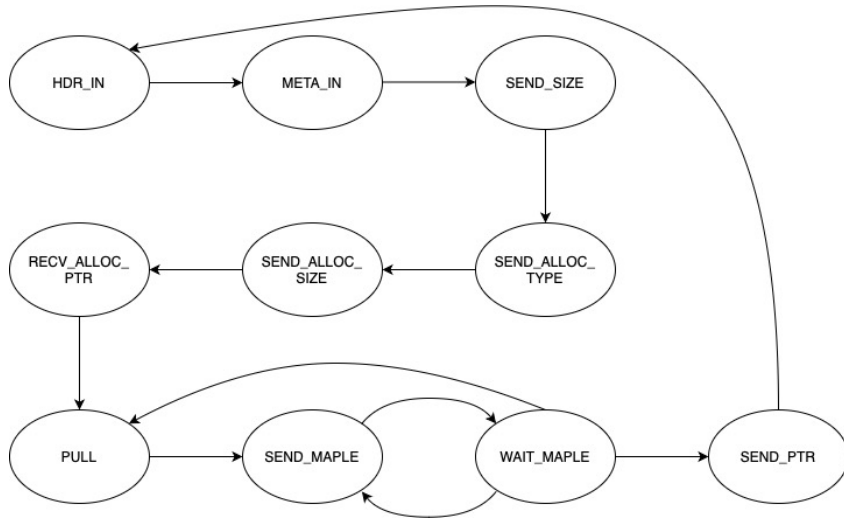 HDR_IN
META_IN
SEND_SIZE
RECV_ALLOC_
PTR
SEND_ALLOC_
SIZE
SEND_ALLOC_
TYPE
PULL
SEND_MAPLE
WAIT_MAPLE
SEND_PTR